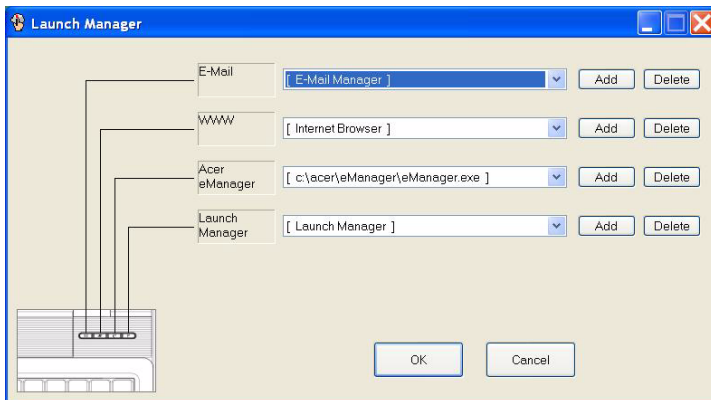 Launch Manager
E-Mail
[ E-Mail Manager ]
Add
Delete
WWW
[ Internet Browser ]
Add
Delete
Acer
eManager
[ c:\acer\eManager\eManager.exe ]
Add
Delete
Launch
Manager
[ Launch Manager ]
Add
Delete
OK
Cancel